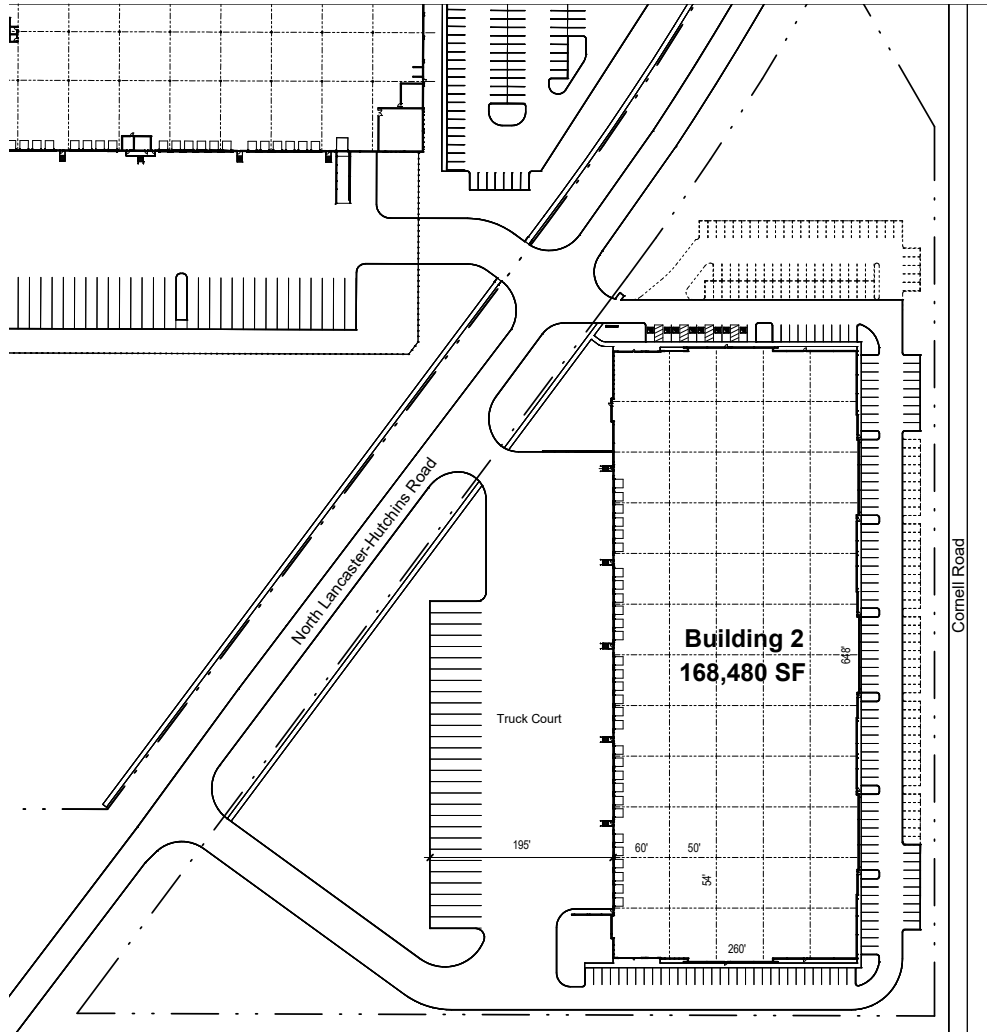 North Lancaster-Hutchins Road
Cornell Road
Building 2
168,480 SF
648'
Truck Court
195'
60'
50'
54'
260'